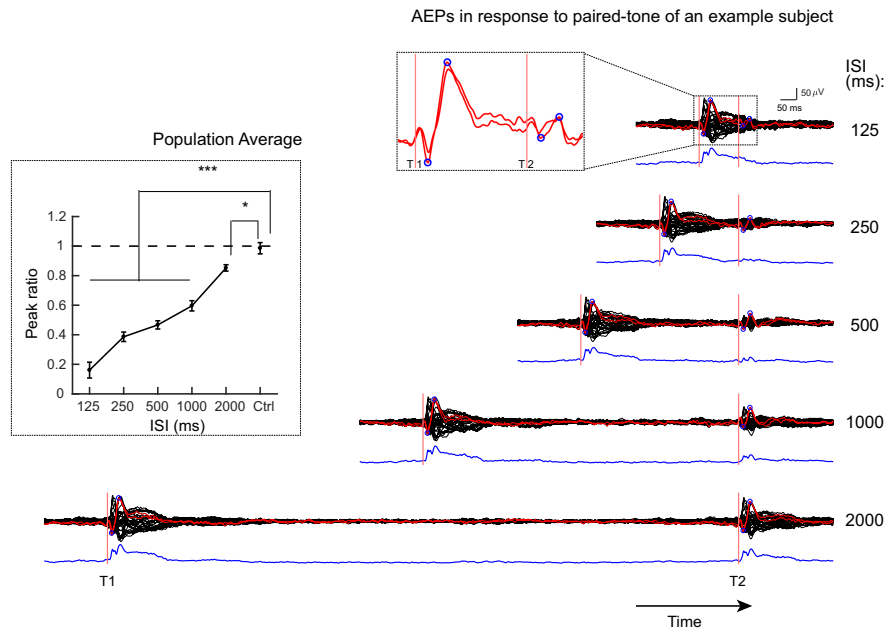 AEPs in response to paired-tone of an example subject
ISI
(ms):
50 µV
50 ms
T 1
T 2
125
250
500
1000
2000
T1
T2
Time
Population Average
***
*
1.2
1
0.8
0.6
0.4
0.2
0
Peak ratio
125 250 500 1000 2000 Ctrl
ISI (ms)